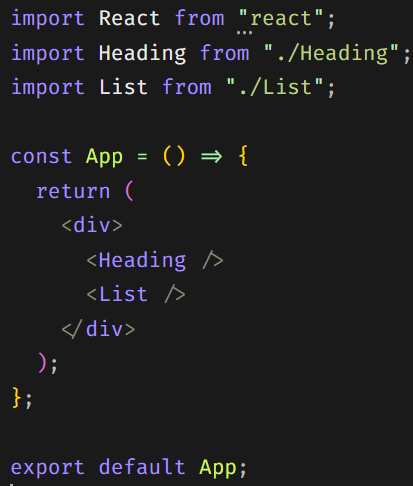 import React from "react";
import Heading from "./Heading";
import List from "./List";
const App = () => {
return (
<div>
<Heading />
<List />
</div>
);
};
export default App;